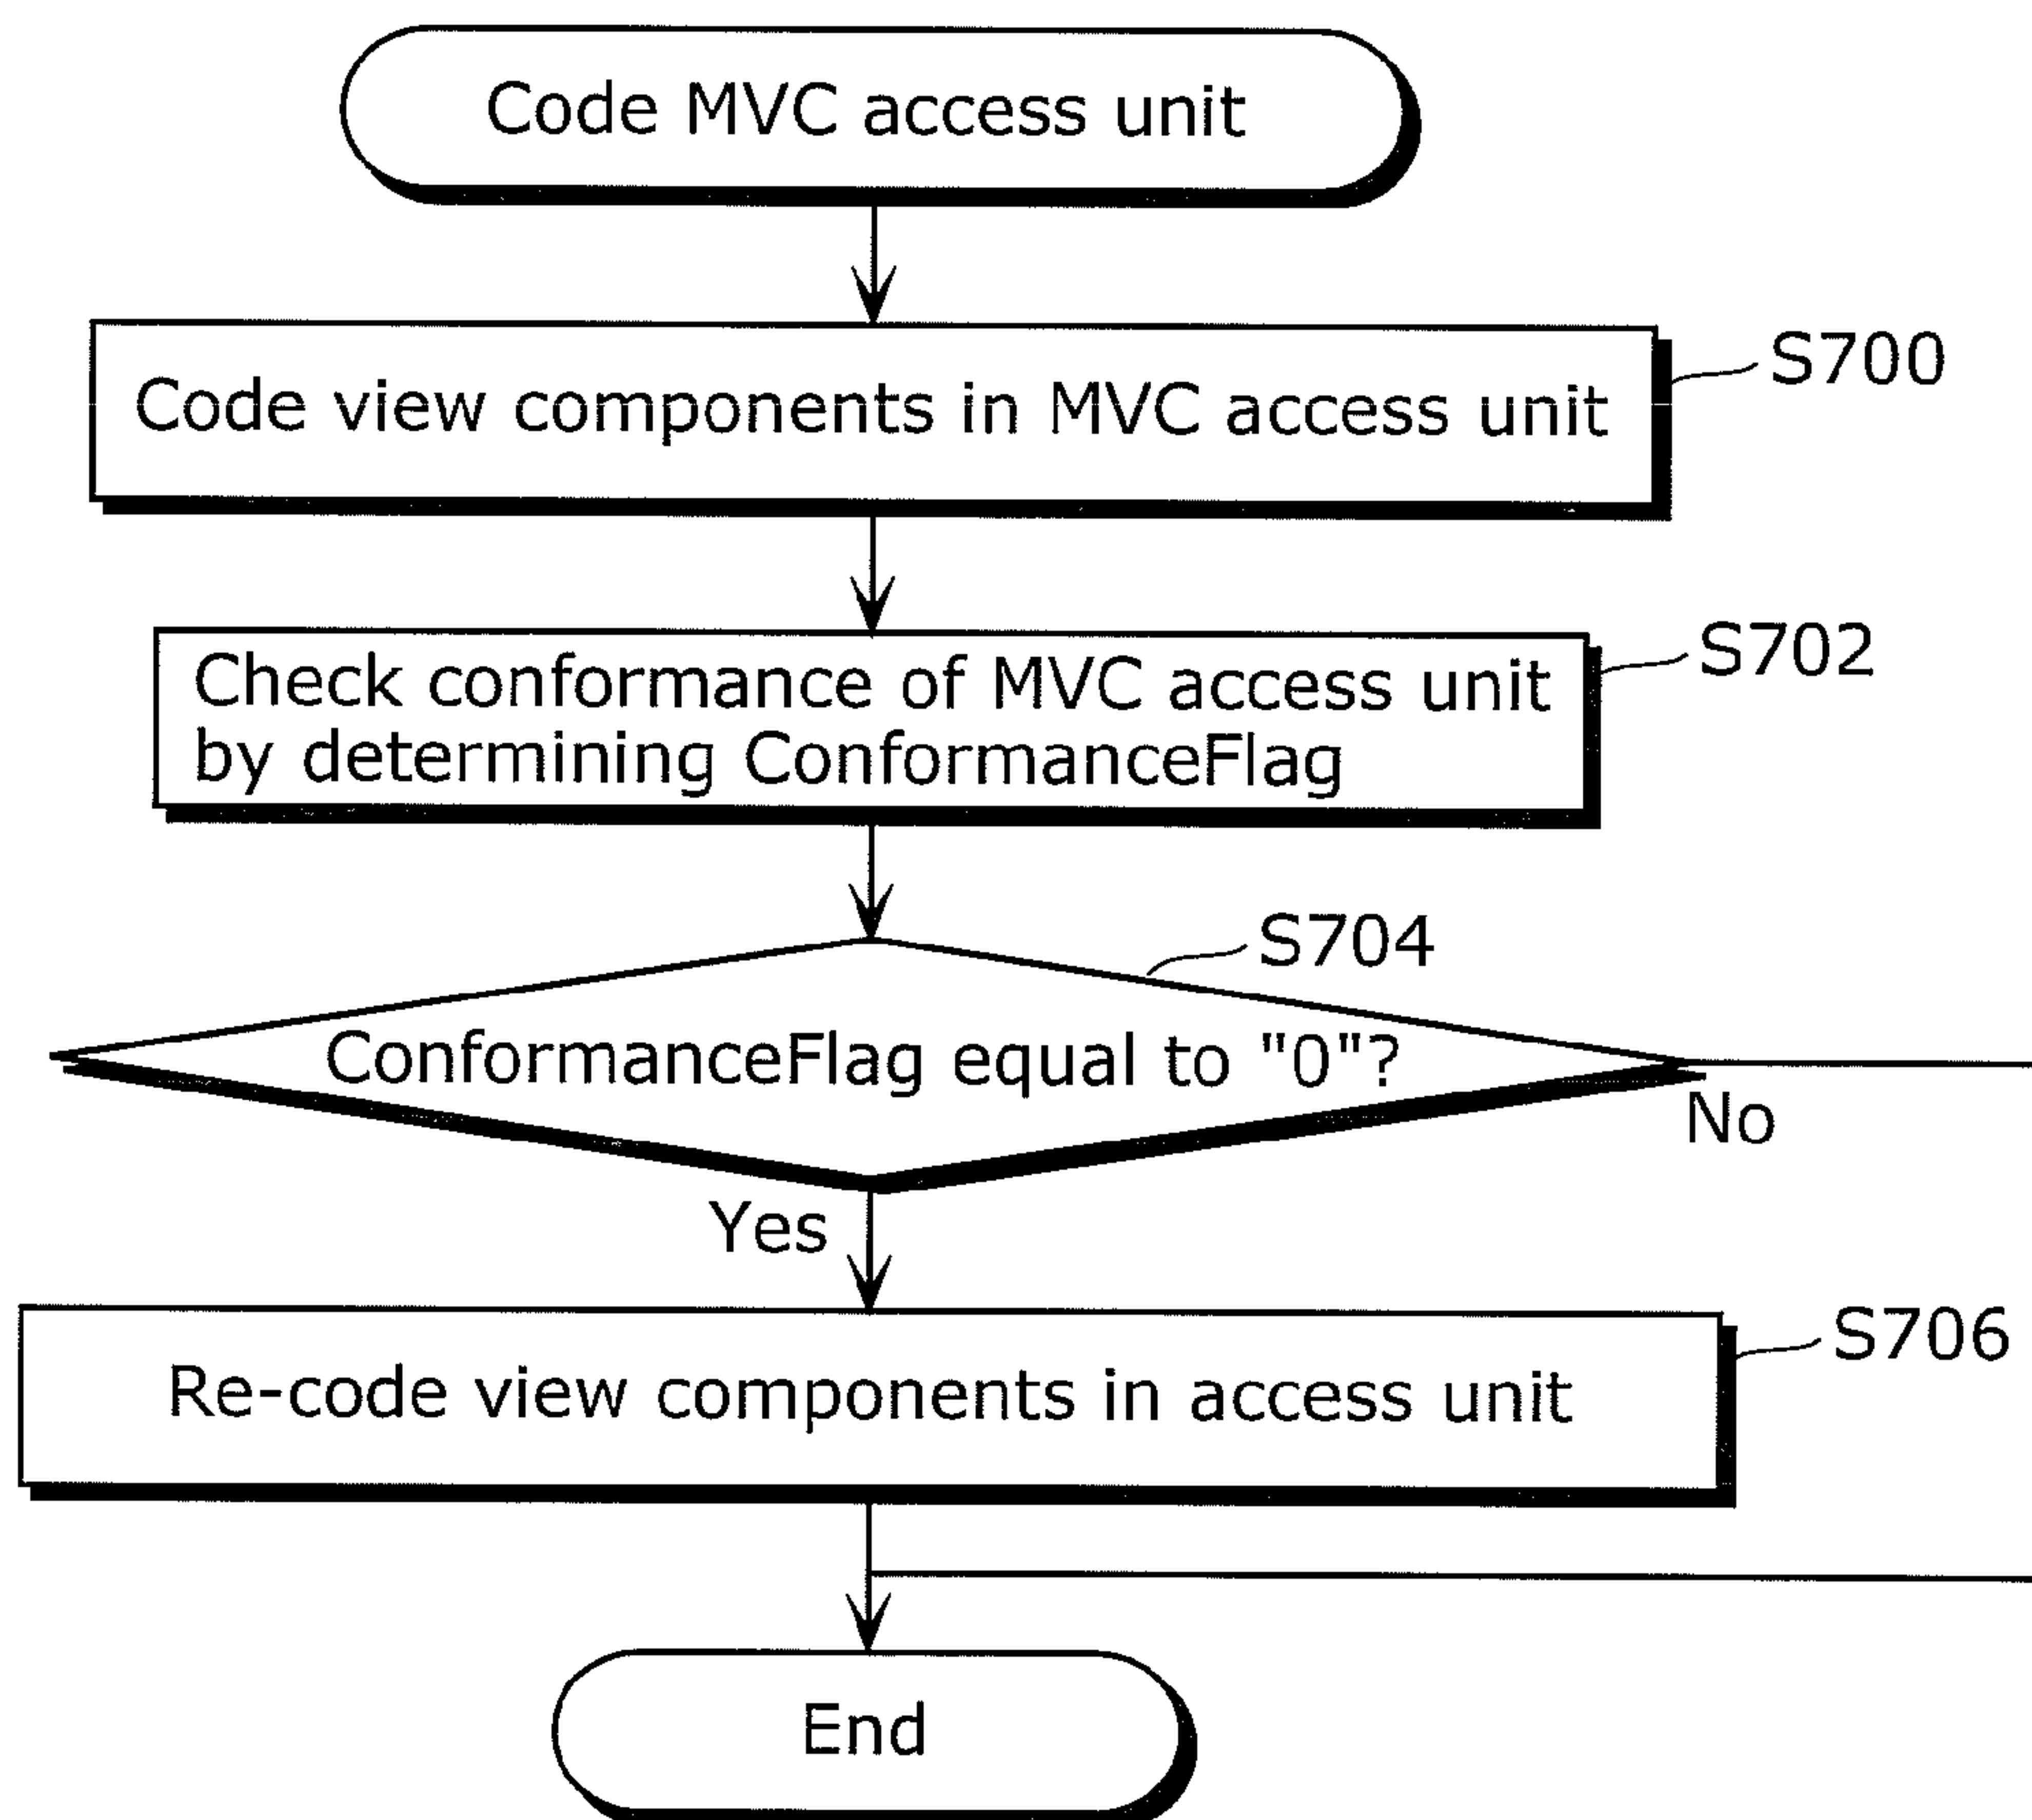 Code MVC access unit
S700
Code view components in MVC access unit
S702
Check conformance of MVC access unit
by determining ConformanceFlag
S704
ConformanceFlag equal to "0"?
No
Yes
S706
Re-code view components in access unit
End